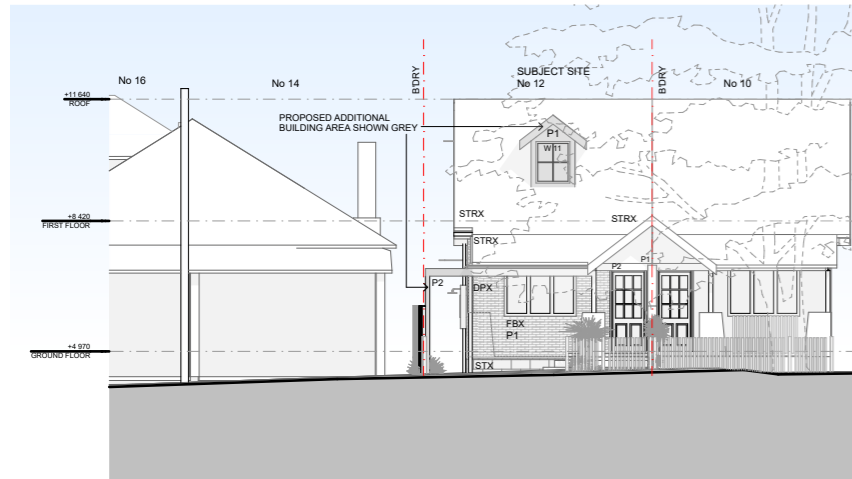 No 16
No 14
B'DRY
SUBJECT SITE
No 12
B'DRY
No 10
+11 640
ROOF
PROPOSED ADDITIONAL
BUILDING AREA SHOWN GREY
P1
W 11
+8 420
FIRST FLOOR
STRX
STRX
STRX
P2
P1
P2
DPX
FBX
P1
+4 970
GROUND FLOOR
STX